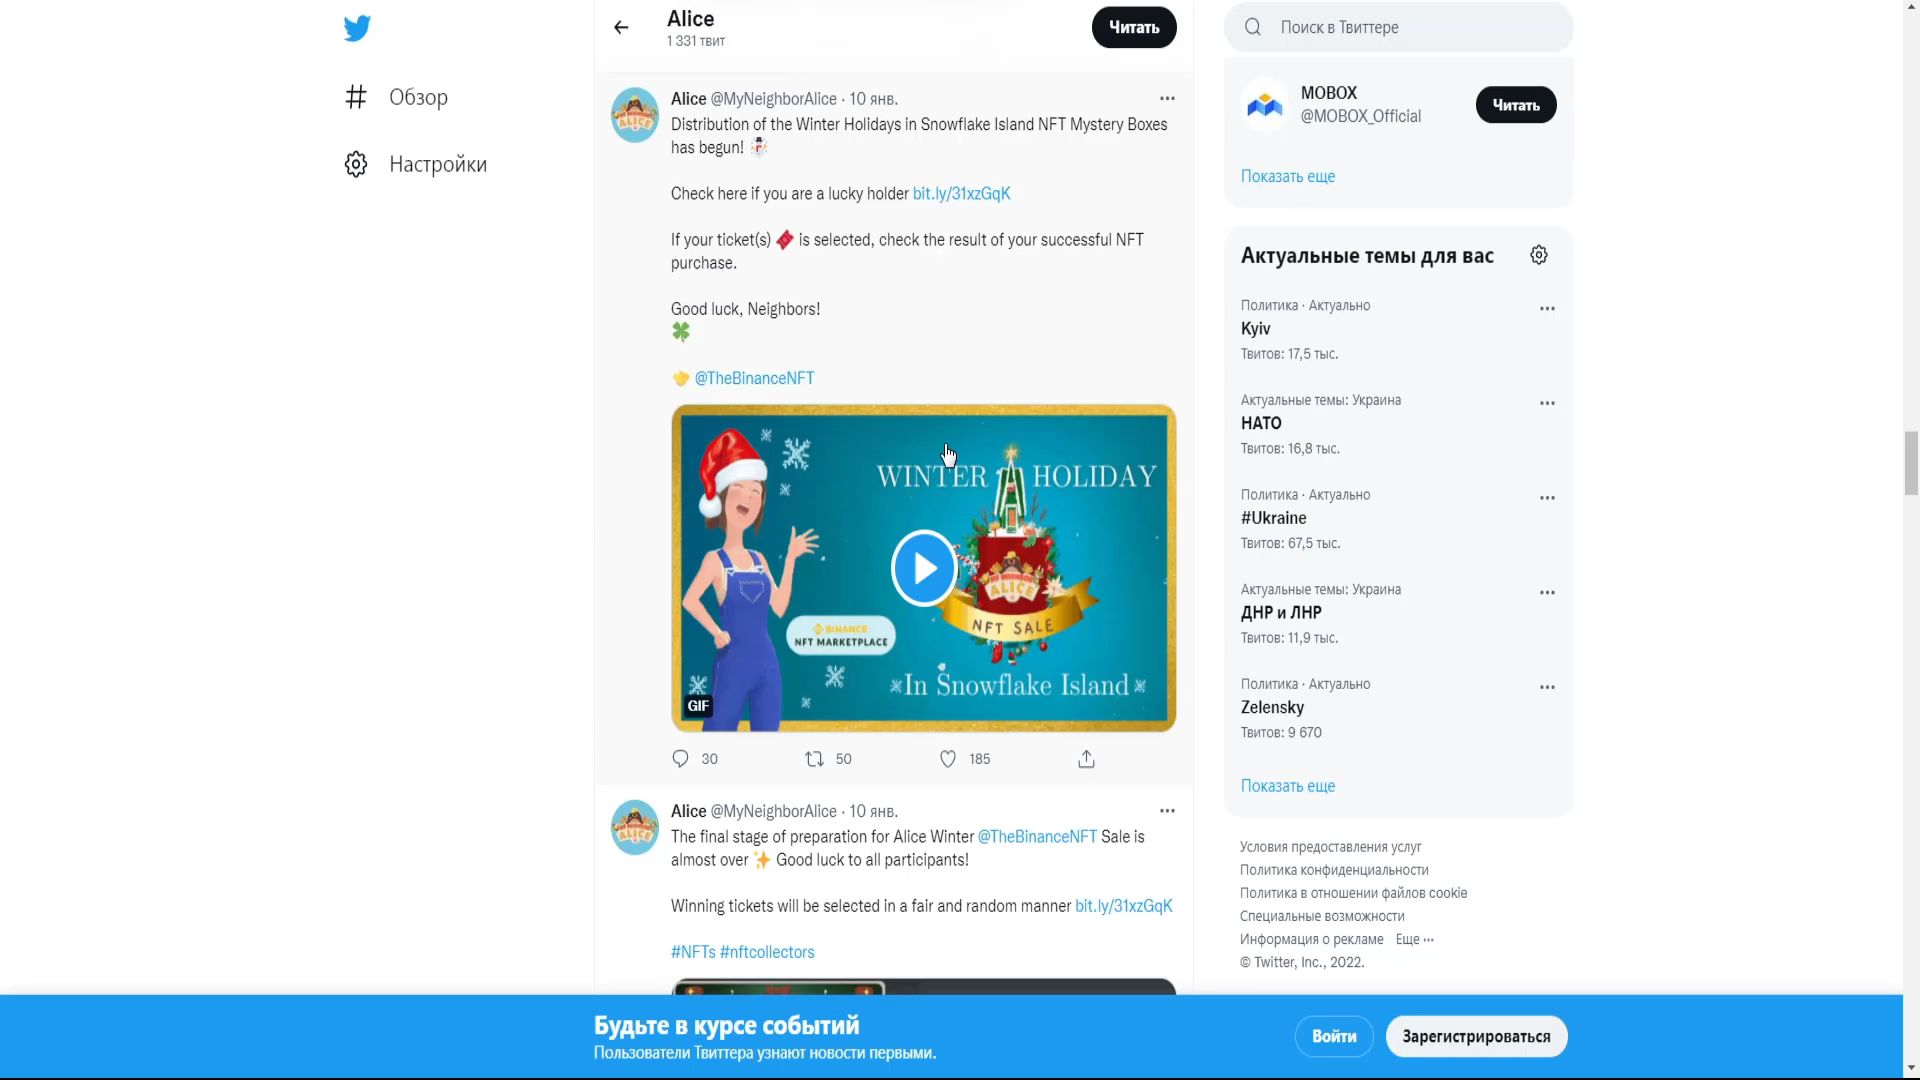 Обзор
Настройки
Alice
1 331 твит
Читать
Alice @MyNeighborAlice · 10 янв.
Distribution of the Winter Holidays in Snowflake Island NFT Mystery Boxes
has begun! ☃️
Check here if you are a lucky holder bit.ly/31xzGqK
If your ticket(s) 🎟 is selected, check the result of your successful NFT
purchase.
Good luck, Neighbors!
🍀
@TheBinanceNFT
WINTER HOLIDAY
MY NEIGHBOR
ALICE
NFT SALE
BINANCE
NFT MARKETPLACE
In Snowflake Island
GIF
30 50 185
Alice @MyNeighborAlice · 10 янв.
The final stage of preparation for Alice Winter @TheBinanceNFT Sale is
almost over ✨ Good luck to all participants!
Winning tickets will be selected in a fair and random manner bit.ly/31xzGqK
#NFTs #nftcollectors
Поиск в Твиттере
MOBOX
@MOBOX_Official
Читать
Показать еще
Актуальные темы для вас
Политика · Актуально
Kyiv
Твитов: 17,5 тыс.
Актуальные темы: Украина
НАТО
Твитов: 16,8 тыс.
Политика · Актуально
#Ukraine
Твитов: 67,5 тыс.
Актуальные темы: Украина
ДНР и ЛНР
Твитов: 11,9 тыс.
Политика · Актуально
Zelensky
Твитов: 9 670
Показать еще
Условия предоставления услуг
Политика конфиденциальности
Политика в отношении файлов cookie
Специальные возможности
Информация о рекламе Еще ···
© Twitter, Inc., 2022.
Будьте в курсе событий
Пользователи Твиттера узнают новости первыми.
Войти
Зарегистрироваться